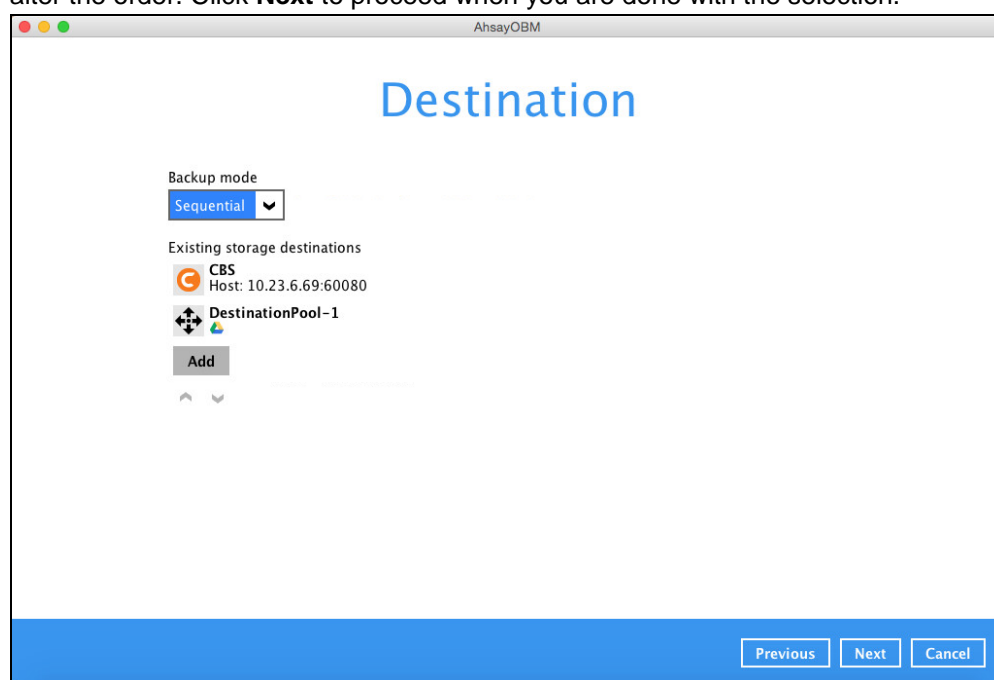 after the order. Click Next to proceed when you are done with the selection.
AhsayOBM
Destination
Backup mode
Sequential
Existing storage destinations
CBS
Host: 10.23.6.69:60080
DestinationPool-1
Add
Previous Next Cancel